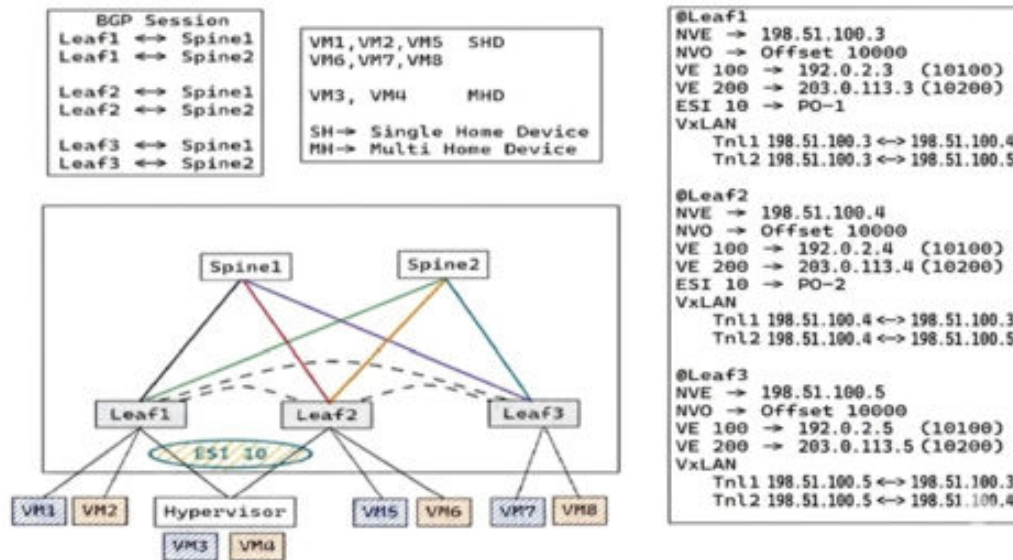 BGP Session
Leaf1 <-> Spine1
Leaf1 <-> Spine2
Leaf2 <-> Spine1
Leaf2 <-> Spine2
Leaf3 <-> Spine1
Leaf3 <-> Spine2
VM1,VM2,VM5 SHD
VM6,VM7,VM8
VM3, VM4 MHD
SH→ Single Home Device
MH→ Multi Home Device
Spine1
Spine2
Leaf1
Leaf2
Leaf3
ESI 10
VM1
VM2
Hypervisor
VM5
VM6
VM7
VM8
VM3
VM4
@Leaf1
NVE → 198.51.100.3
NVO → Offset 10000
VE 100 → 192.0.2.3 (10100)
VE 200 → 203.0.113.3 (10200)
ESI 10 → PO-1
VxLAN
Tnl1 198.51.100.3 <-> 198.51.100.4
Tnl2 198.51.100.3 <-> 198.51.100.5
@Leaf2
NVE → 198.51.100.4
NVO → Offset 10000
VE 100 → 192.0.2.4 (10100)
VE 200 → 203.0.113.4 (10200)
ESI 10 → PO-2
VxLAN
Tnl1 198.51.100.4 <-> 198.51.100.3
Tnl2 198.51.100.4 <-> 198.51.100.5
@Leaf3
NVE → 198.51.100.5
NVO → Offset 10000
VE 100 → 192.0.2.5 (10100)
VE 200 → 203.0.113.5 (10200)
VxLAN
Tnl1 198.51.100.5 <-> 198.51.100.3
Tnl2 198.51.100.5 <-> 198.51.100.4